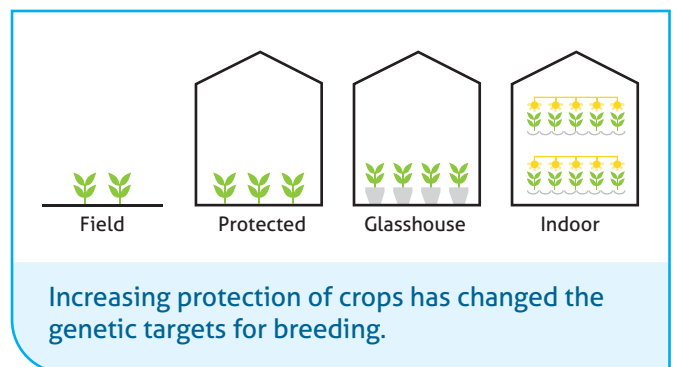 Field Protected Glasshouse Indoor
Increasing protection of crops has changed the
genetic targets for breeding.